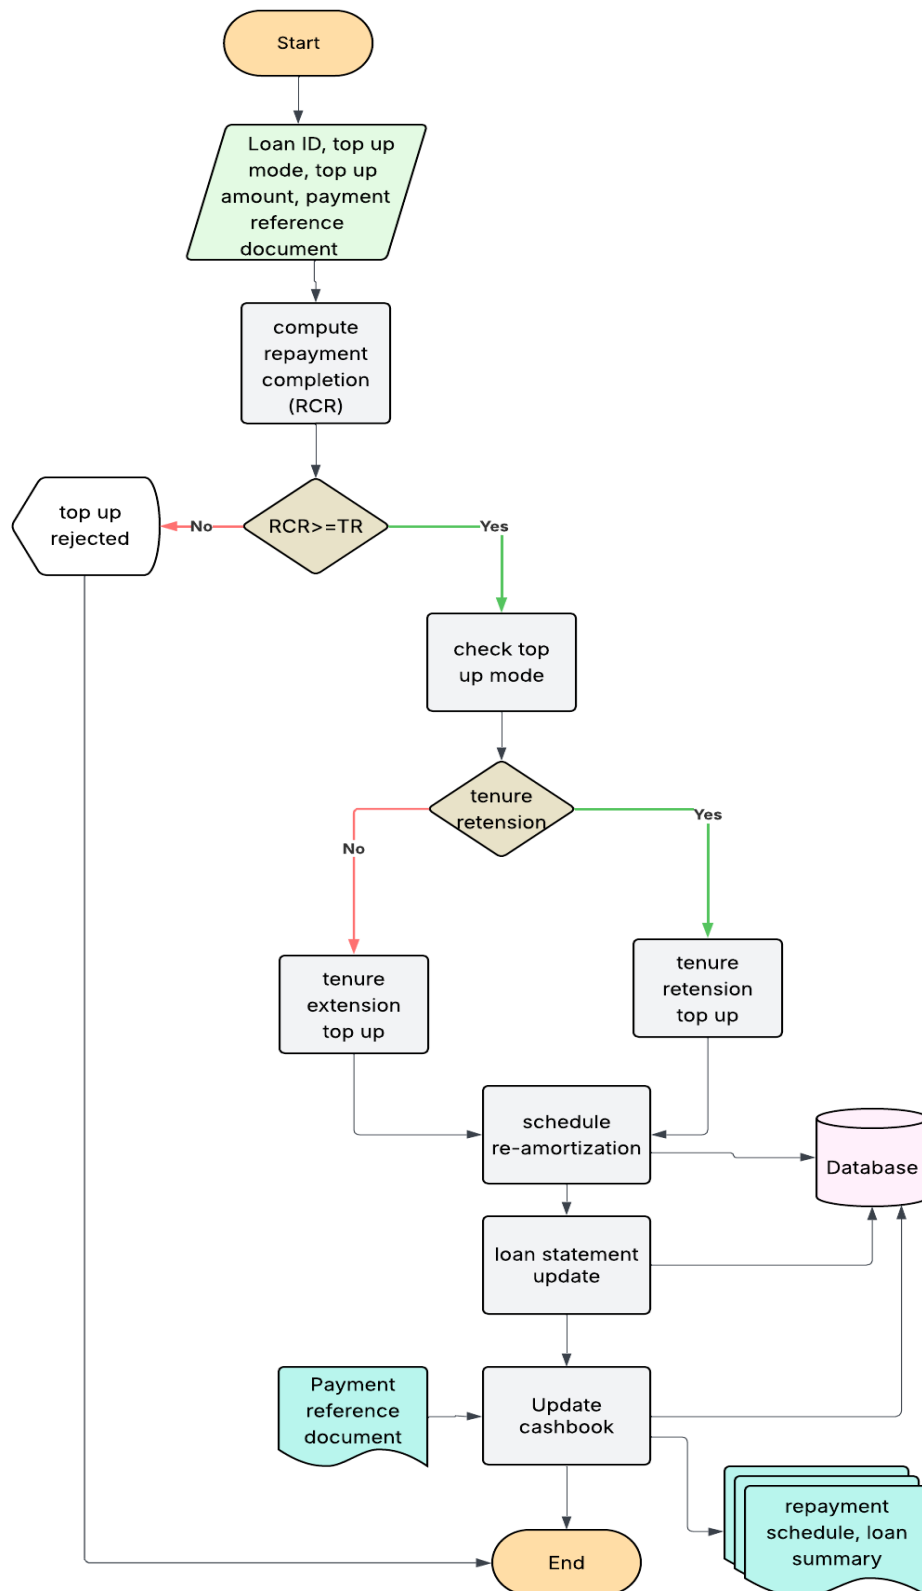 Start
Loan ID, top up
mode, top up
amount, payment
reference
document
compute
repayment
completion
(RCR)
top up
rejected
No
RCR>=TR
Yes
check top
up mode
tenure
retension
Yes
No
tenure
extension
top up
tenure
retension
top up
schedule
re-amortization
Database
loan statement
update
Payment
reference
document
Update
cashbook
repayment
schedule, loan
summary
End